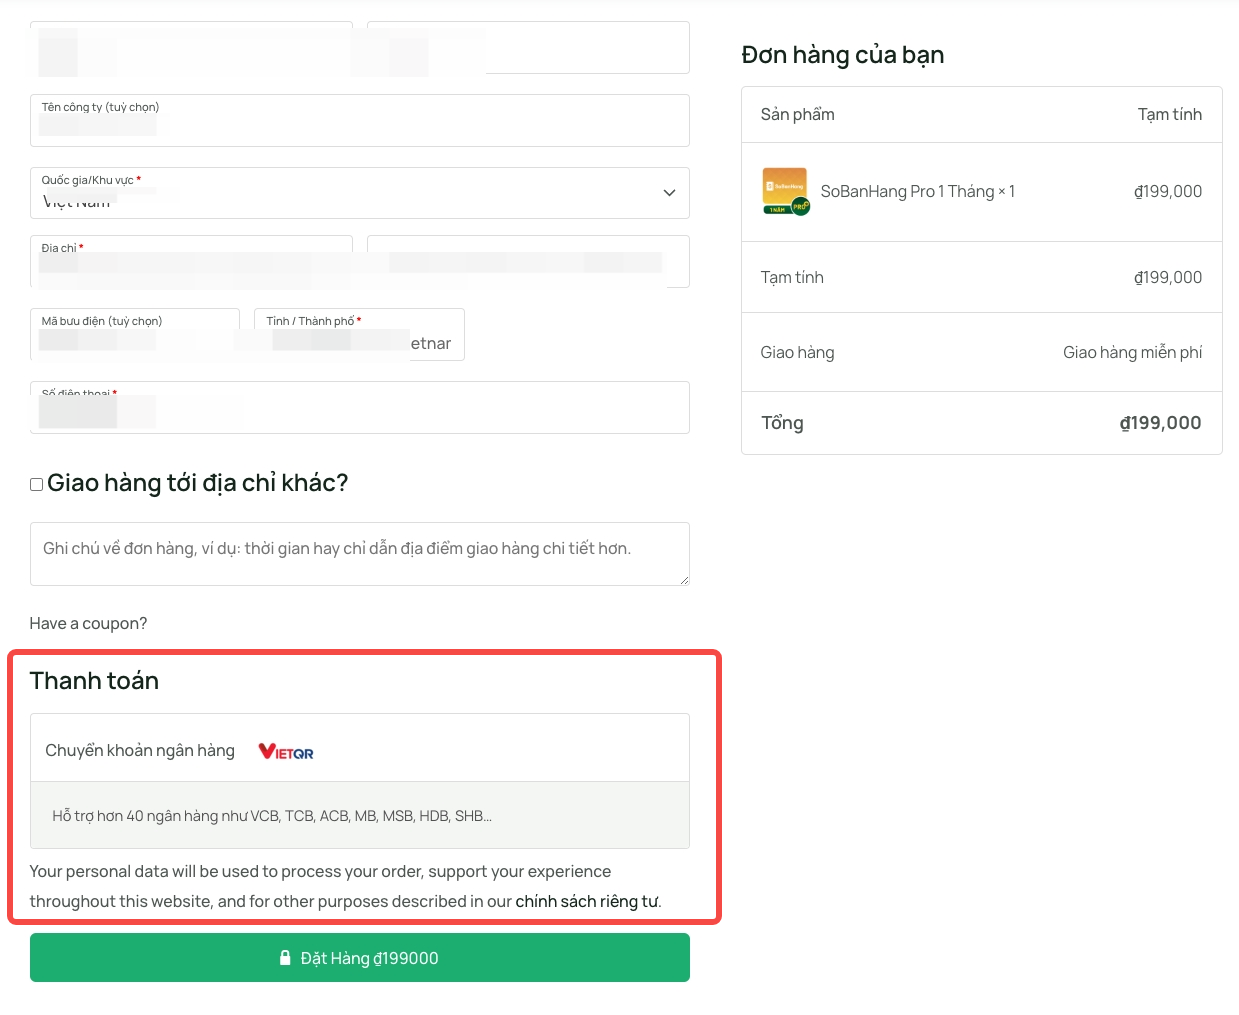 Tên công ty (tuỳ chọn)
Quốc gia/Khu vực *
Việt Nam
Địa chỉ *
Mã bưu điện (tuỳ chọn)
Tỉnh / Thành phố *
etnar
Số điện thoại *
Giao hàng tới địa chỉ khác?
Ghi chú về đơn hàng, ví dụ: thời gian hay chỉ dẫn địa điểm giao hàng chi tiết hơn.
Have a coupon?
Thanh toán
Chuyển khoản ngân hàng VIETQR
Hỗ trợ hơn 40 ngân hàng như VCB, TCB, ACB, MB, MSB, HDB, SHB...
Your personal data will be used to process your order, support your experience
throughout this website, and for other purposes described in our chính sách riêng tư.
Đặt Hàng ₫199000
Đơn hàng của bạn
Sản phẩm Tạm tính
SoBanHang
1 NĂM PRO
SoBanHang Pro 1 Tháng × 1 ₫199,000
Tạm tính ₫199,000
Giao hàng Giao hàng miễn phí
Tổng ₫199,000